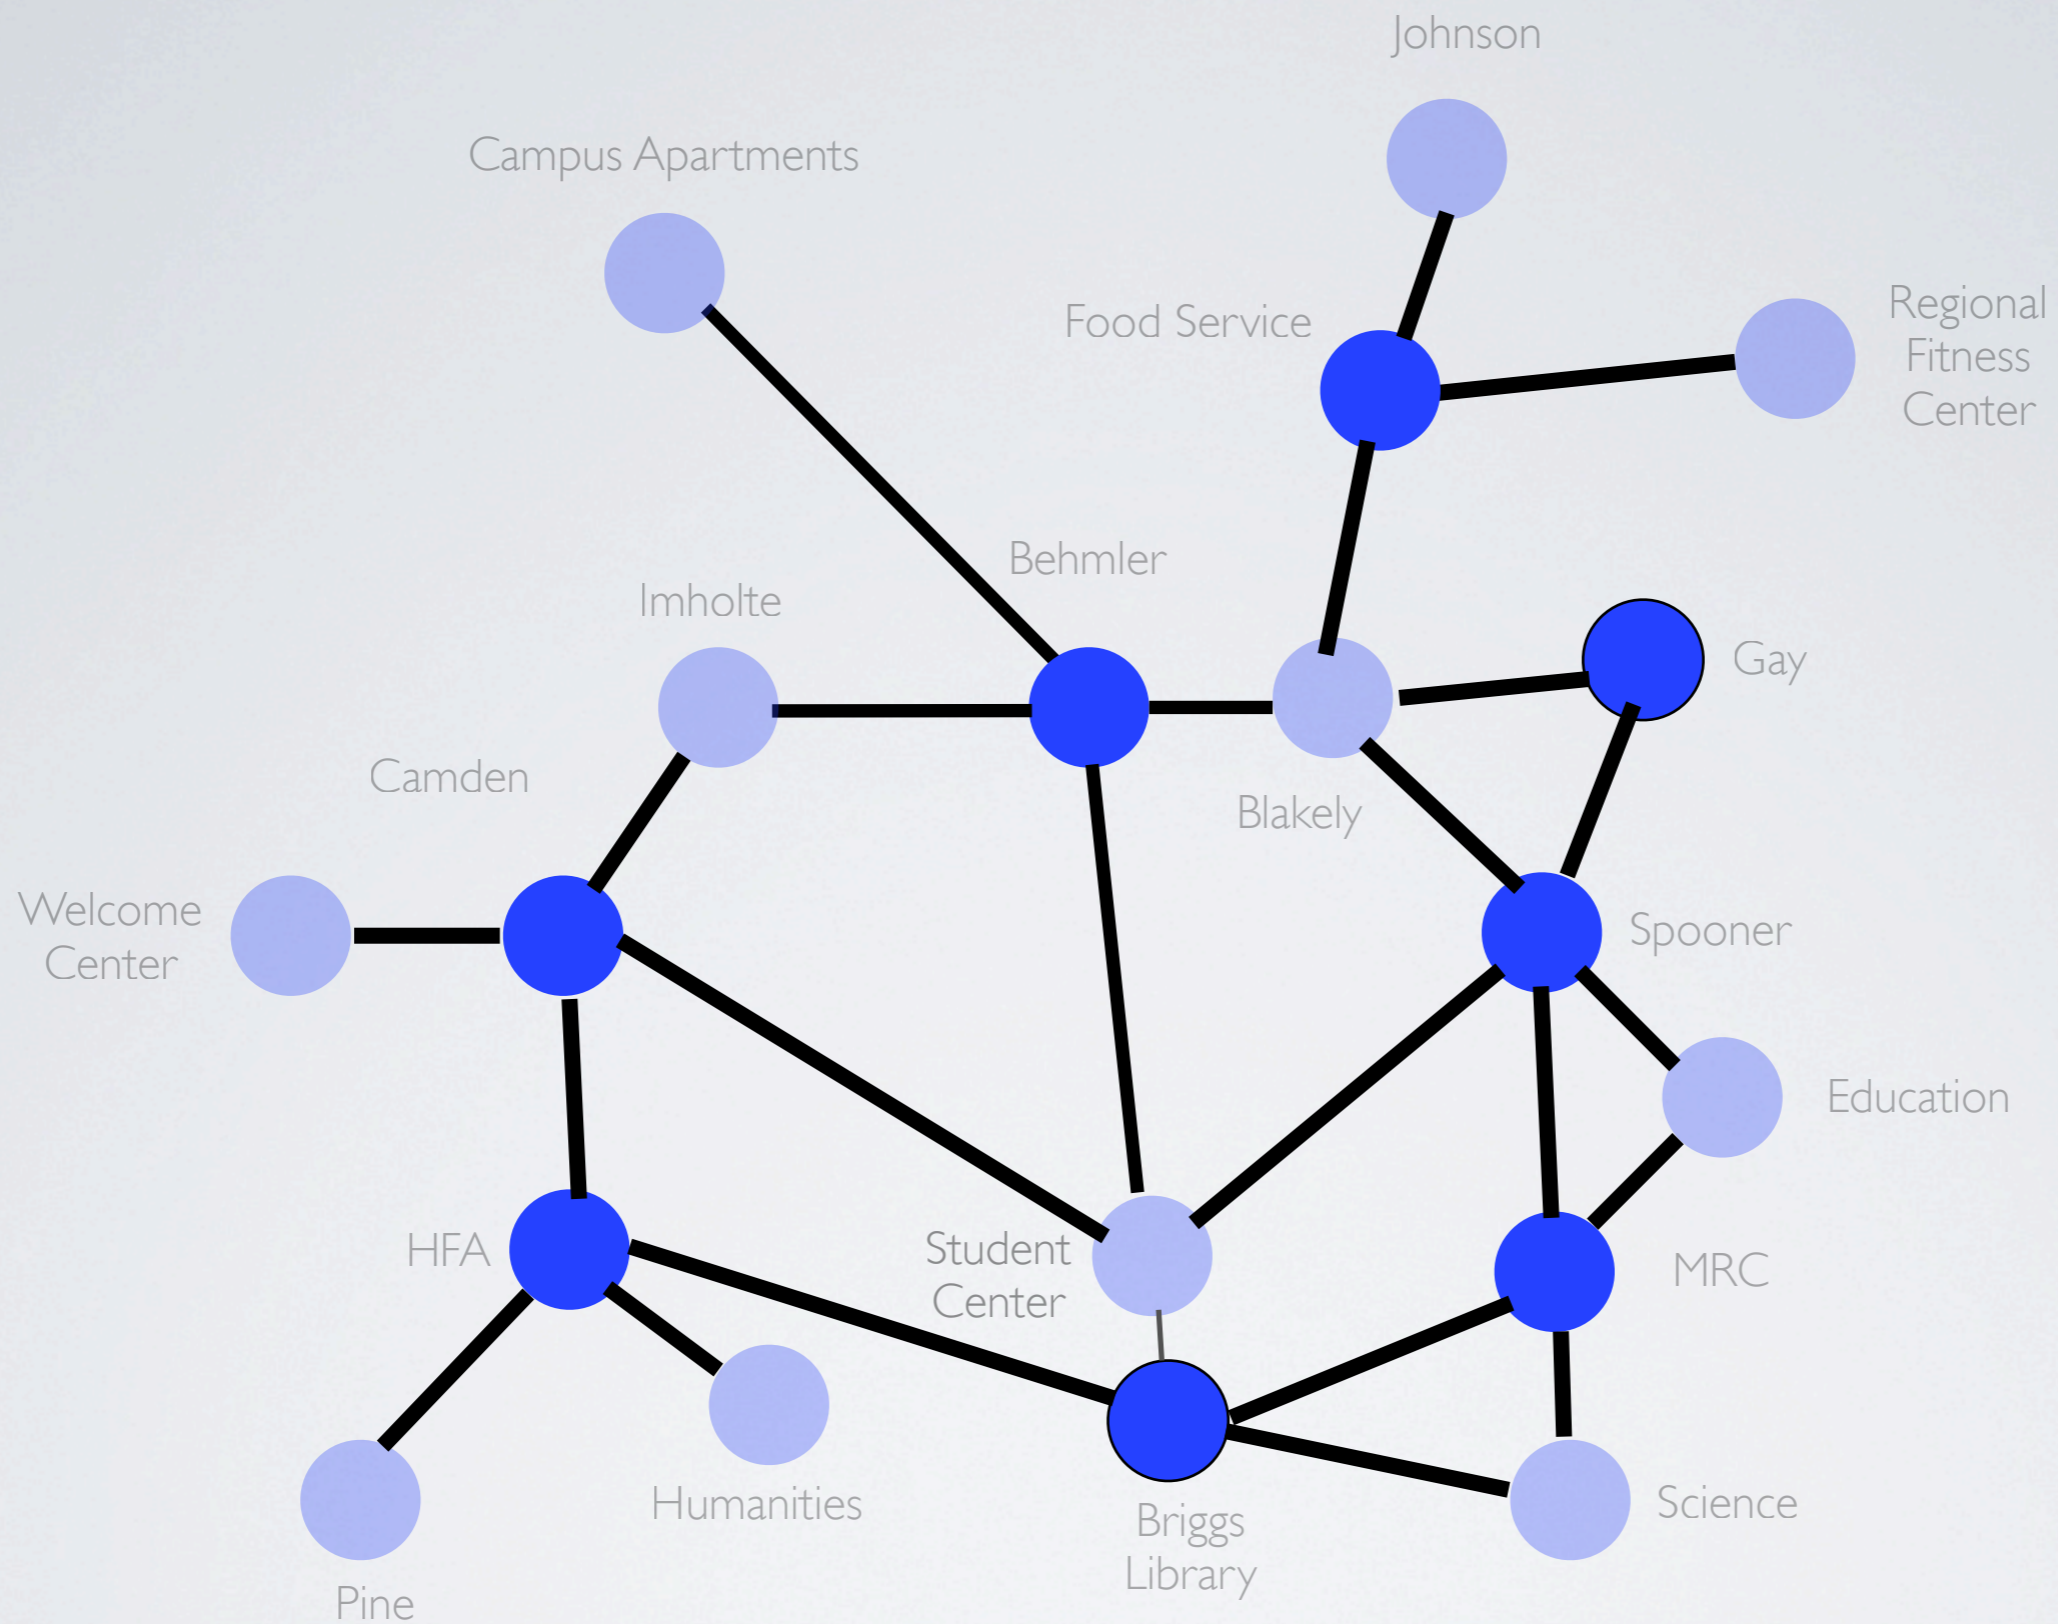 Johnson
Campus Apartments
Food Service
Regional
Fitness
Center
Behmler
Imholte
Gay
Camden
Blakely
Welcome
Center
Spooner
Education
HFA
Student
Center
MRC
Humanities
Science
Briggs
Library
Pine